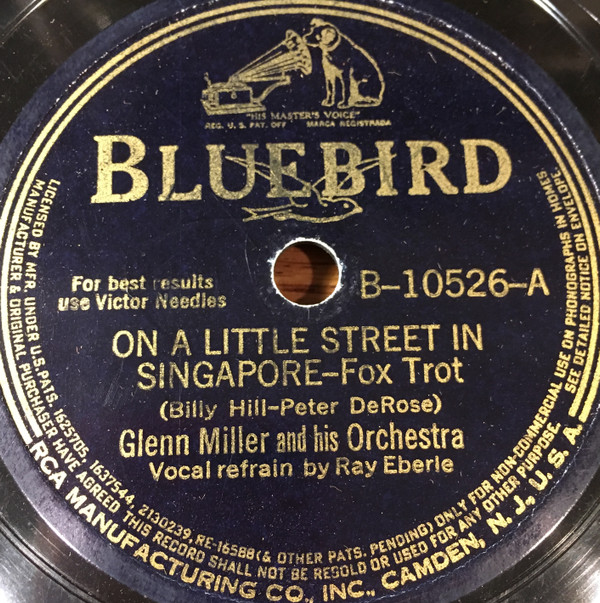 "HIS MASTER'S VOICE"
REG. U. S. PAT. OFF. MARCA REGISTRADA
BLUEBIRD
For best results
use Victor Needles
B-10526-A
ON A LITTLE STREET IN
SINGAPORE-Fox Trot
(Billy Hill-Peter DeRose)
Glenn Miller and his Orchestra
Vocal refrain by Ray Eberle
LICENSED BY MFR. UNDER U.S. PATS. 1625705, 1637544, 2130239, RE-16588 (& OTHER PATS. PENDING) ONLY FOR NON-COMMERCIAL USE ON PHONOGRAPHS IN HOMES.
MANUFACTURER & ORIGINAL PURCHASER HAVE AGREED THIS RECORD SHALL NOT BE RESOLD OR USED FOR ANY OTHER PURPOSE. SEE DETAILED NOTICE ON ENVELOPE
RCA MANUFACTURING CO., INC., CAMDEN, N. J., U. S. A.